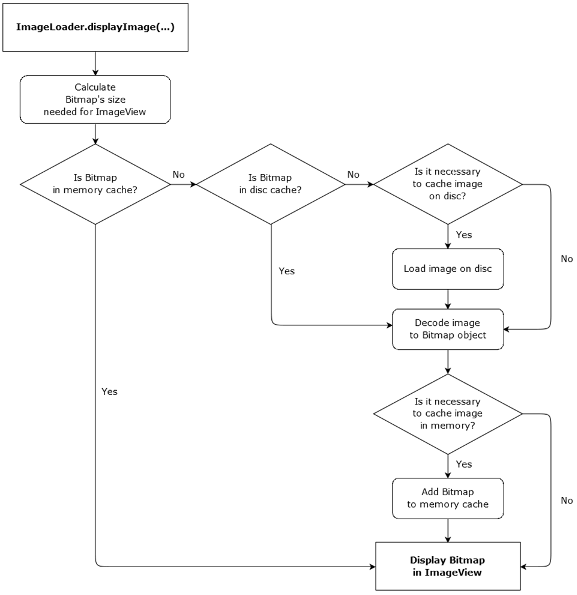 ImageLoader.displayImage(...)
Calculate
Bitmap's size
needed for ImageView
Is Bitmap
in memory cache?
No
Is Bitmap
in disc cache?
No
Is it necessary
to cache image
on disc?
Yes
No
Load image on disc
Yes
Decode image
to Bitmap object
Yes
Is it necessary
to cache image
in memory?
Yes
No
Add Bitmap
to memory cache
Display Bitmap
in ImageView